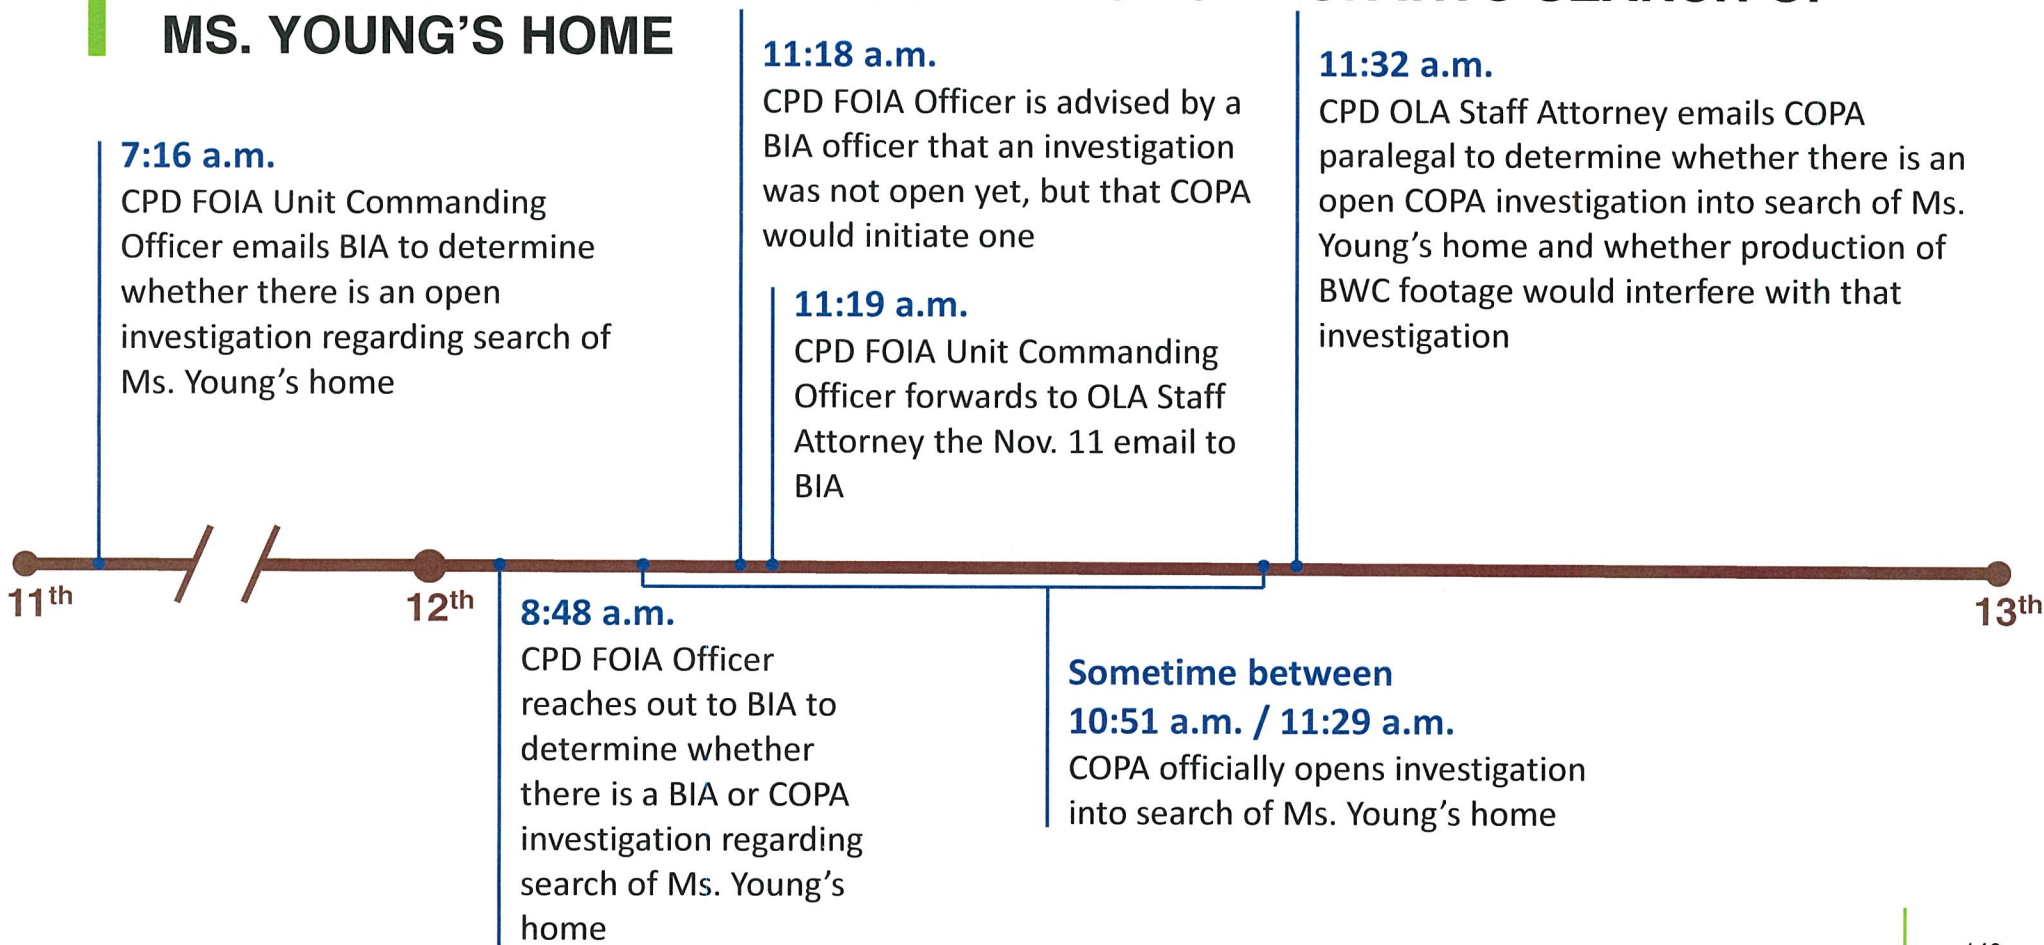 MS. YOUNG’S HOME
7:16 a.m.
CPD FOIA Unit Commanding
Officer emails BIA to determine
whether there is an open
investigation regarding search of
Ms. Young’s home
11:18 a.m.
CPD FOIA Officer is advised by a
BIA officer that an investigation
was not open yet, but that COPA
would initiate one
11:19 a.m.
CPD FOIA Unit Commanding
Officer forwards to OLA Staff
Attorney the Nov. 11 email to
BIA
11:32 a.m.
CPD OLA Staff Attorney emails COPA
paralegal to determine whether there is an
open COPA investigation into search of Ms.
Young’s home and whether production of
BWC footage would interfere with that
investigation
11th
12th
13th
8:48 a.m.
CPD FOIA Officer
reaches out to BIA to
determine whether
there is a BIA or COPA
investigation regarding
search of Ms. Young’s
home
Sometime between
10:51 a.m. / 11:29 a.m.
COPA officially opens investigation
into search of Ms. Young’s home